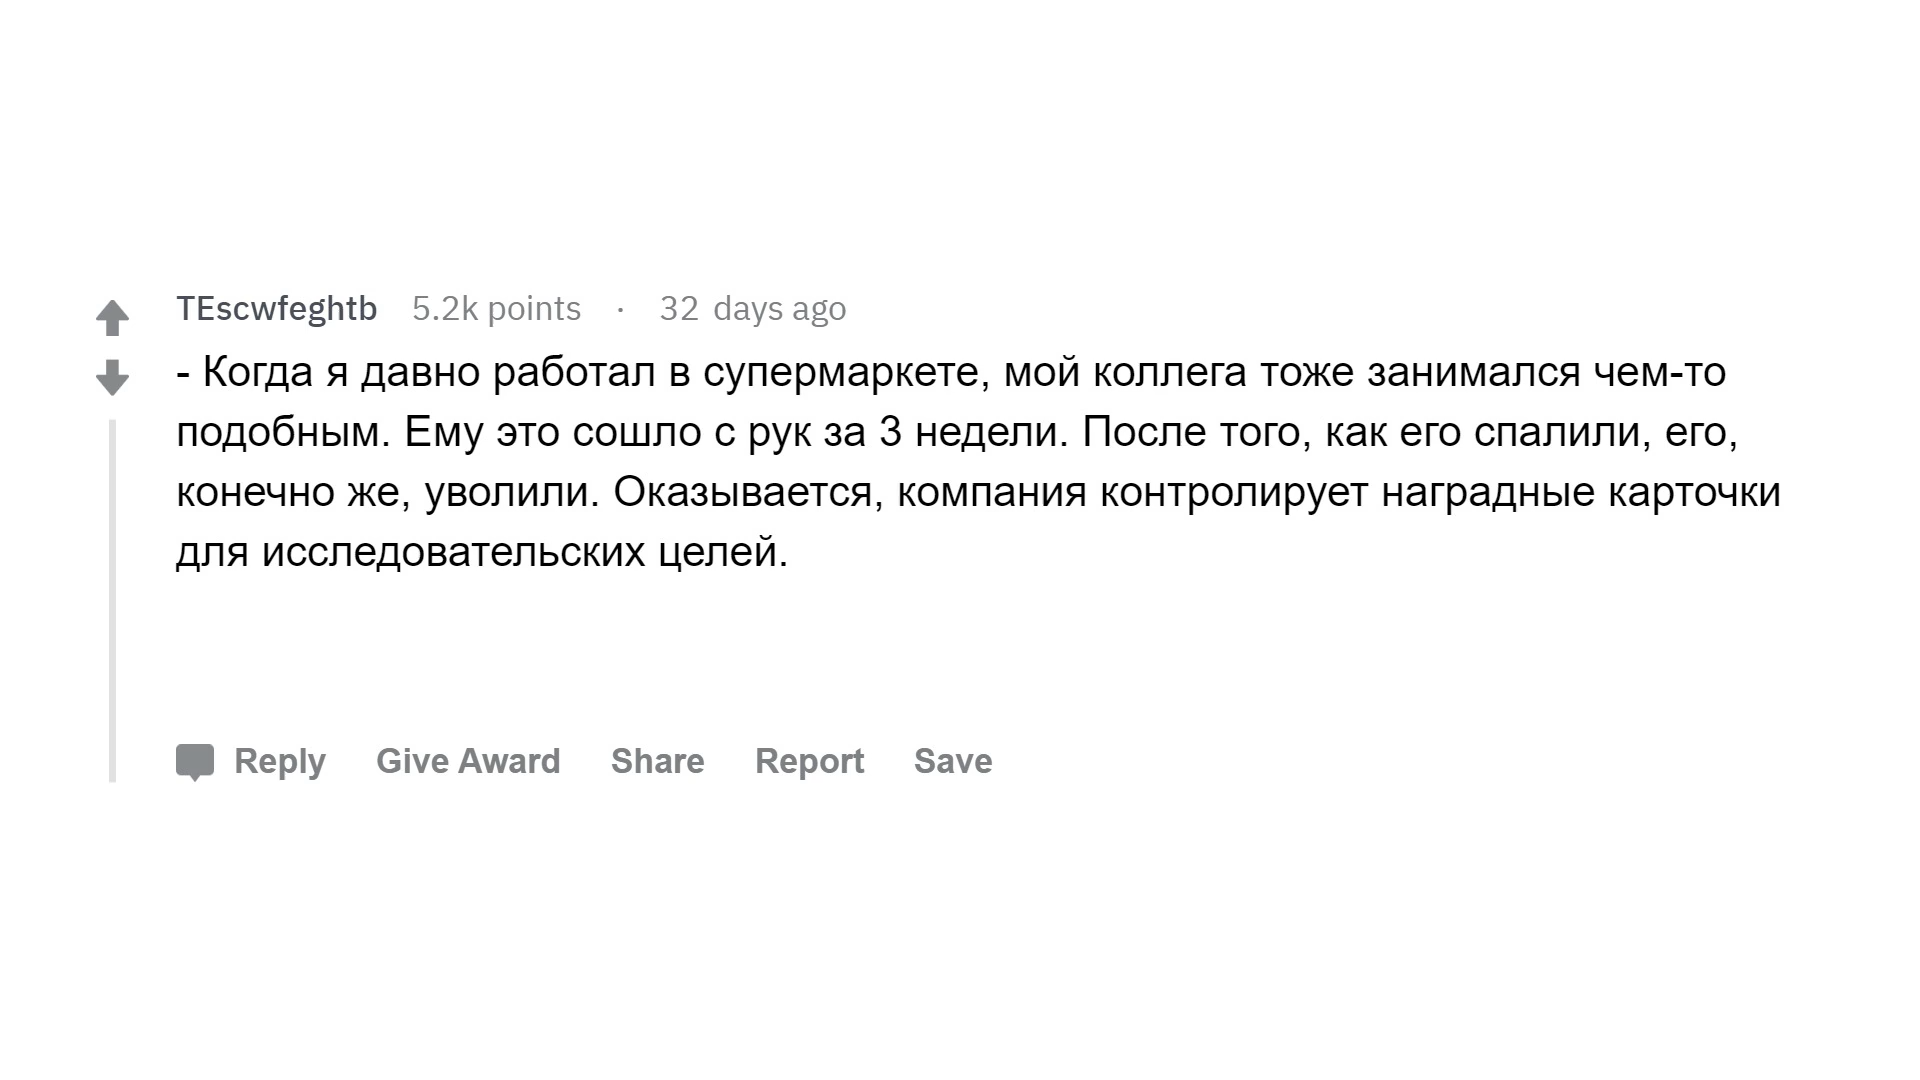 TEscwfeghtb 5.2k points · 32 days ago
- Когда я давно работал в супермаркете, мой коллега тоже занимался чем-то
подобным. Ему это сошло с рук за 3 недели. После того, как его спалили, его,
конечно же, уволили. Оказывается, компания контролирует наградные карточки
для исследовательских целей.
Reply Give Award Share Report Save